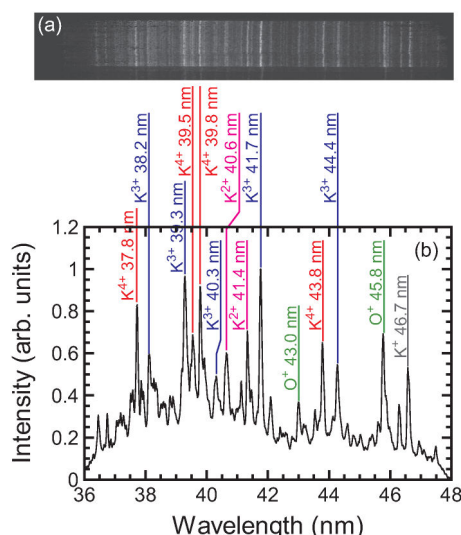 (a)
K4+ 37.8 nm
K3+ 38.2 nm
K3+ 39.3 nm
K4+ 39.5 nm
K4+ 39.8 nm
K3+ 40.3 nm
K2+ 40.6 nm
K2+ 41.4 nm
K3+ 41.7 nm
O+ 43.0 nm
K4+ 43.8 nm
K3+ 44.4 nm
O+ 45.8 nm
K+ 46.7 nm
(b)
Intensity (arb. units)
1.2
1
0.8
0.6
0.4
0.2
0
36 38 40 42 44 46 48
Wavelength (nm)